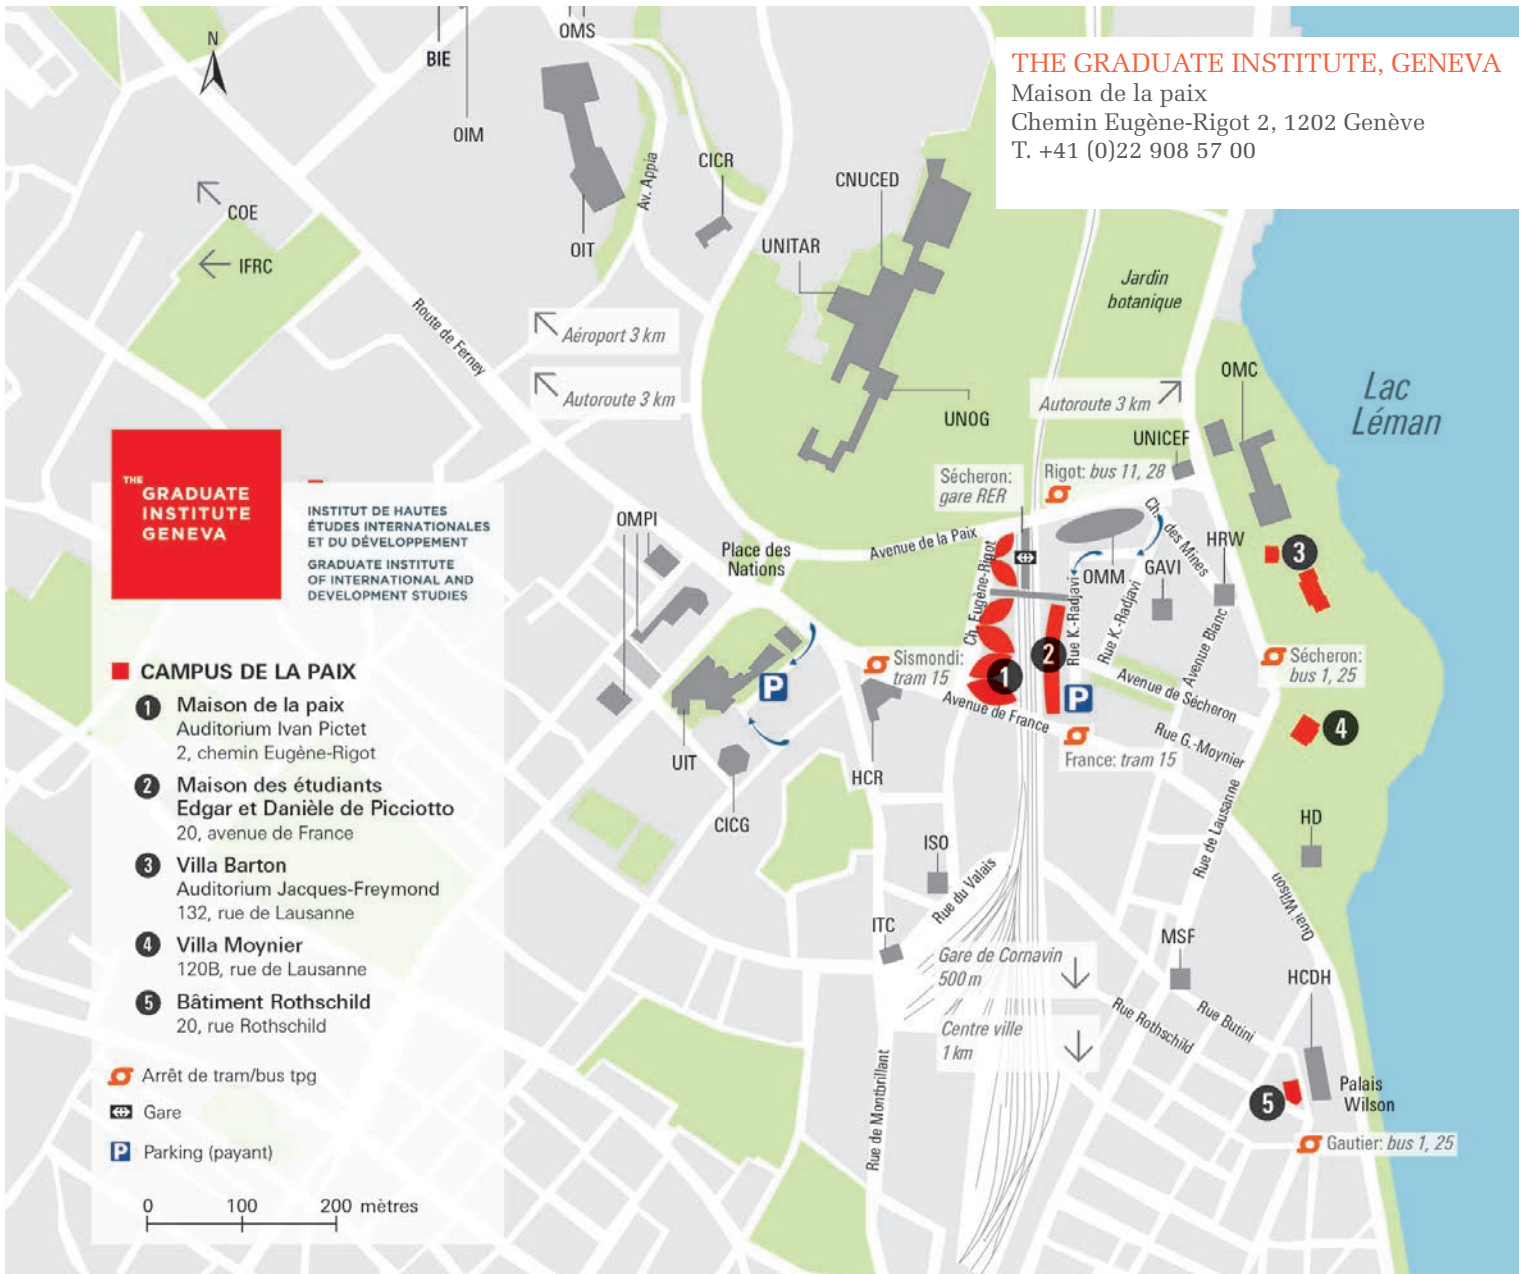 THE GRADUATE INSTITUTE, GENEVA
Maison de la paix
Chemin Eugène-Rigot 2, 1202 Genève
T. +41 (0)22 908 57 00
N
BIE
OMS
OIM
CICR
Av. Appia
OIT
COE
IFRC
CNUCED
UNITAR
UNOG
Jardin
botanique
Route de Ferney
Aéroport 3 km
Autoroute 3 km
Autoroute 3 km
OMC
Lac
Léman
UNICEF
Sécheron:
gare RER
Rigot: bus 11, 28
Ch. des Mines
HRW
OMPI
Place des
Nations
Avenue de la Paix
Ch. Eugène-Rigot
OMM
GAVI
Rue K.-Radjavi
Rue K.-Radjavi
Avenue Blanc
3
Sismondi:
tram 15
1
2
P
P
Avenue de France
Avenue de Sécheron
Sécheron:
bus 1, 25
France: tram 15
Rue G.-Moynier
4
UIT
CICG
HCR
Rue de Lausanne
HD
ISO
Rue du Valais
Quai Wilson
ITC
Gare de Cornavin
500 m
MSF
HCDH
Centre ville
1 km
Rue Rothschild
Rue Butini
Rue de Montbrillant
5
Palais
Wilson
Gautier: bus 1, 25
THE
GRADUATE
INSTITUTE
GENEVA
INSTITUT DE HAUTES
ÉTUDES INTERNATIONALES
ET DU DÉVELOPPEMENT
GRADUATE INSTITUTE
OF INTERNATIONAL AND
DEVELOPMENT STUDIES
CAMPUS DE LA PAIX
1 Maison de la paix
Auditorium Ivan Pictet
2, chemin Eugène-Rigot
2 Maison des étudiants
Edgar et Danièle de Picciotto
20, avenue de France
3 Villa Barton
Auditorium Jacques-Freymond
132, rue de Lausanne
4 Villa Moynier
120B, rue de Lausanne
5 Bâtiment Rothschild
20, rue Rothschild
Arrêt de tram/bus tpg
Gare
P Parking (payant)
0 100 200 mètres